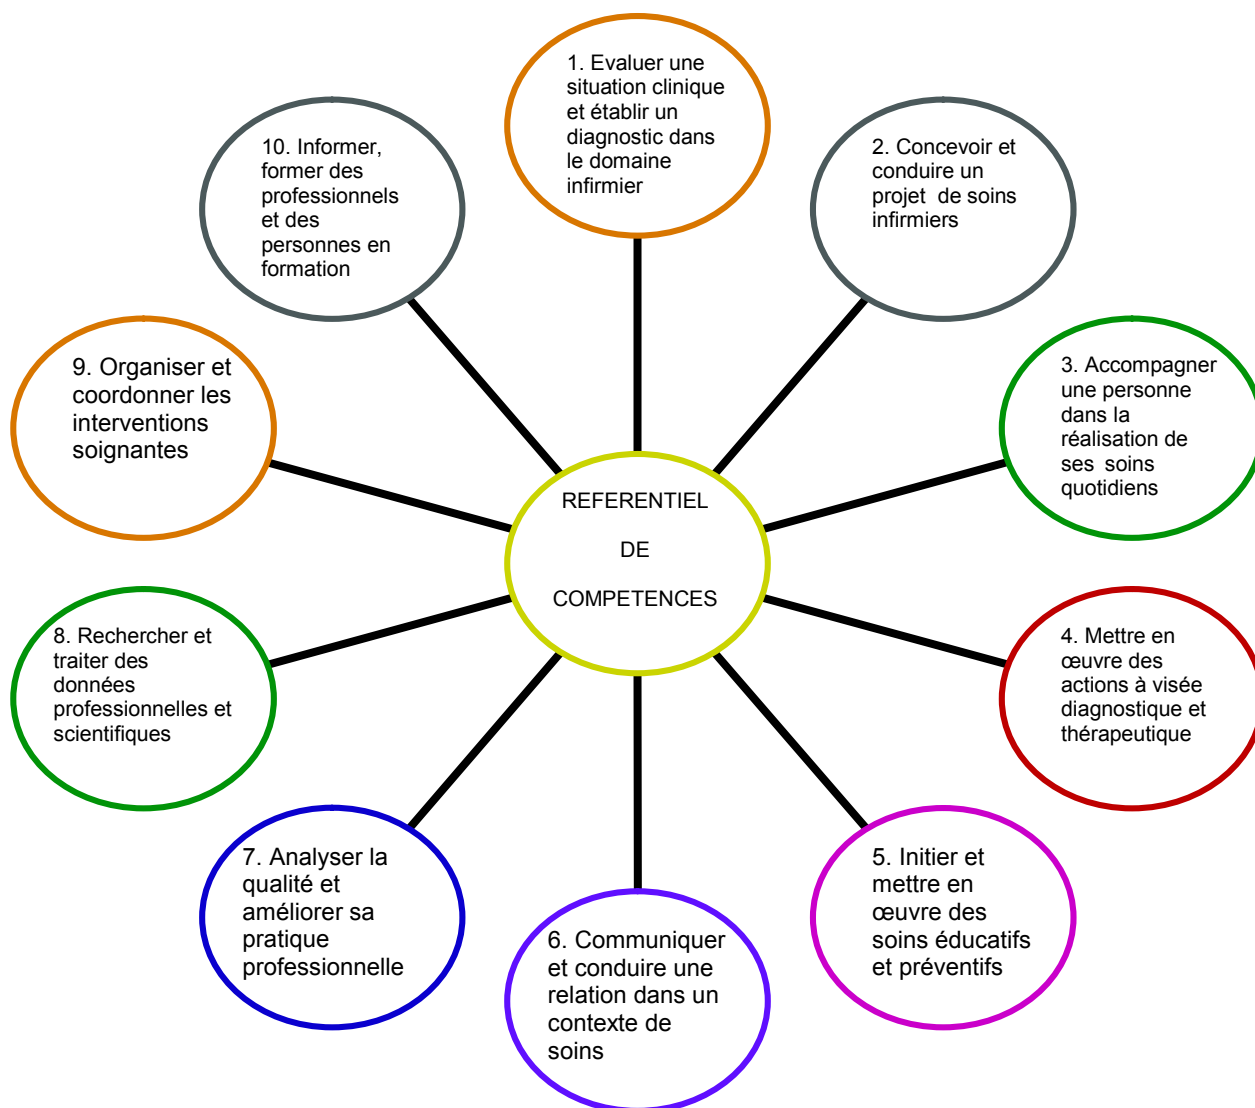 1. Evaluer une
situation clinique
et établir un
diagnostic dans
le domaine
infirmier
2. Concevoir et
conduire un
projet  de soins
infirmiers
3. Accompagner
une personne
dans la
réalisation de
ses  soins
quotidiens
4. Mettre en
œuvre des
actions à visée
diagnostique et
thérapeutique
5. Initier et
mettre en
œuvre des
soins éducatifs
et préventifs
6. Communiquer
et conduire une
relation dans un
contexte de
soins
7. Analyser la
qualité et
améliorer sa
pratique
professionnelle
8. Rechercher et
traiter des
données
professionnelles et
scientifiques
9. Organiser et
coordonner les
interventions
soignantes
10. Informer,
former des
professionnels
et des
personnes en
formation
REFERENTIEL
DE
COMPETENCES